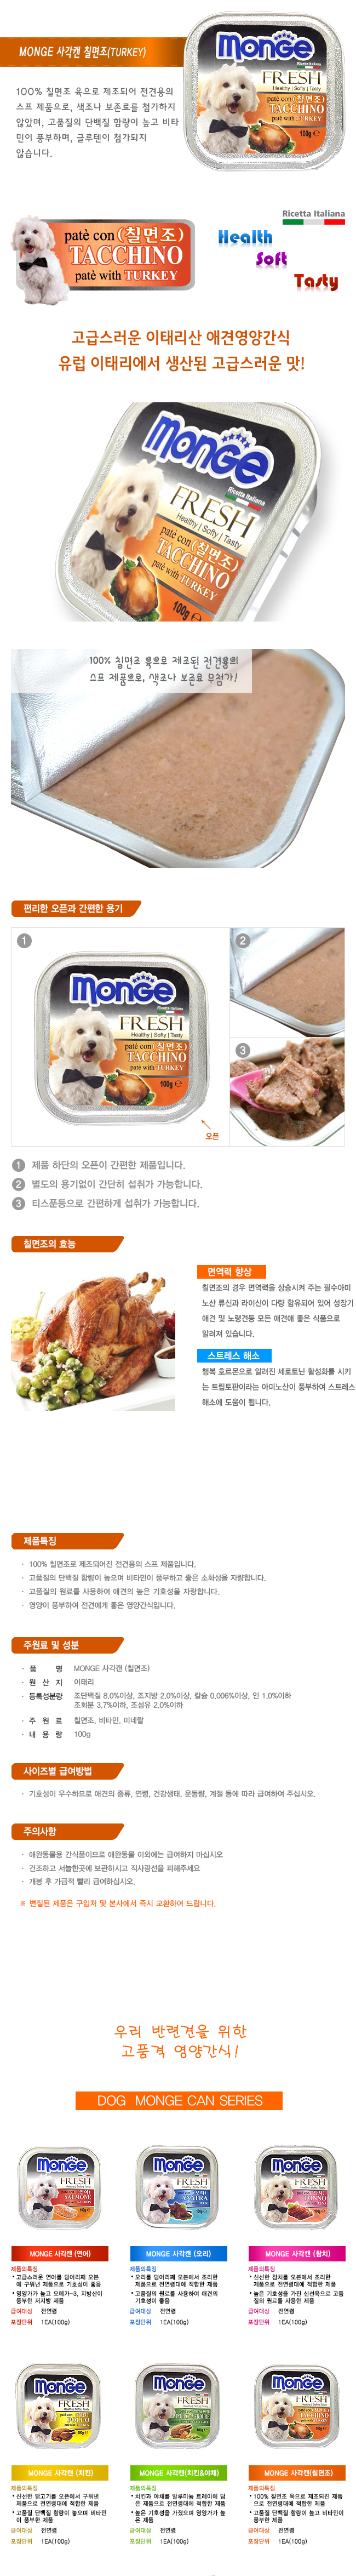 MONGE 사각캔 칠면조(TURKEY)
100% 칠면조 육으로 제조되어 전견용의
스프 제품으로, 색조나 보존료를 첨가하지
않았며, 고품질의 단백질 함량이 높고 비타
민이 풍부하며, 글루텐이 첨가되지
않습니다.
monge
Ricetta Italiana
FRESH
Healthy | Softy | Tasty
patè con (칠면조)
TACCHINO
patè with TURKEY
100g
Ricetta Italiana
patè con (칠면조)
TACCHINO
patè with TURKEY
Health
Soft
Tasty
고급스러운 이태리산 애견영양간식
유럽 이태리에서 생산된 고급스러운 맛!
monge
Ricetta Italiana
FRESH
Healthy | Softy | Tasty
patè con (칠면조)
TACCHINO
patè with TURKEY
100g
100% 칠면조 육으로 제조된 전견용의
스프 제품으로, 색조나 보존료 무첨가!
편리한 오픈과 간편한 용기
1
2
3
monge
Ricetta Italiana
FRESH
Healthy | Softy | Tasty
patè con (칠면조)
TACCHINO
patè with TURKEY
100g
오픈
1 제품 하단의 오픈이 간편한 제품입니다.
2 별도의 용기없이 간단히 섭취가 가능합니다.
3 티스푼등으로 간편하게 섭취가 가능합니다.
칠면조의 효능
면역력 향상
칠면조의 경우 면역력을 상승시켜 주는 필수아미
노산 류신과 라이신이 다량 함유되어 있어 성장기
애견 및 노령견등 모든 애견애 좋은 식품으로
알려져 있습니다.
스트레스 해소
행복 호르몬으로 알려진 세로토닌 활성화를 시키
는 트립토판이라는 아미노산이 풍부하여 스트레스
해소에 도움이 됩니다.
제품특징
· 100% 칠면조로 제조되어진 전견용의 스프 제품입니다.
· 고품질의 단백질 함량이 높으며 비타민이 풍부하고 좋은 소화성을 자랑합니다.
· 고품질의 원료를 사용하여 애견의 높은 기호성을 자랑합니다.
· 영양이 풍부하여 전견에게 좋은 영양간식입니다.
주원료 및 성분
· 품 명 MONGE 사각캔 (칠면조)
· 원 산 지 이태리
· 등록성분량 조단백질 8.0%이상, 조지방 2.0%이상, 칼슘 0.006%이상, 인 1.0%이하
조회분 3.7%이하, 조섬유 2.0%이하
· 주 원 료 칠면조, 비타민, 미네랄
· 내 용 량 100g
사이즈별 급여방법
· 기호성이 우수하므로 애견의 종류, 연령, 건강생태, 운동량, 계절 등에 따라 급여하여 주십시오.
주의사항
· 애완동물용 간식품이므로 애완동물 이외에는 급여하지 마십시오
· 건조하고 서늘한곳에 보관하시고 직사광선을 피해주세요
· 개봉 후 가급적 빨리 급여하십시오.
※ 변질된 제품은 구입처 및 본사에서 즉시 교환하여 드립니다.
우리 반련견을 위한
고품격 영양간식!
DOG MONGE CAN SERIES
MONGE 사각캔 (연어)
제품의특징
• 고급스러운 연어를 덩어리째 오븐
에 구워낸 제품으로 기호성이 좋음
• 영양가가 높고 오메가-3, 지방산이
풍부한 저지방 제품
급여대상 전연령
포장단위 1EA(100g)
MONGE 사각캔 (오리)
제품의특징
• 오리를 덩어리째 오븐에서 조리한
제품으로 전연령대에 적합한 제품
• 고품질의 원료를 사용하여 애견의
기호성이 좋음
급여대상 전연령
포장단위 1EA(100g)
MONGE 사각캔 (참치)
제품의특징
• 신선한 참치를 오븐에서 조리한
제품으로 전연령대에 적합한 제품
• 높은 기호성을 가진 신선육으로 고품
질의 원료를 사용한 제품
급여대상 전연령
포장단위 1EA(100g)
MONGE 사각캔 (치킨)
제품의특징
• 신선한 닭고기를 오븐에서 구워낸
제품으로 전연령대에 적합한 제품
• 고품질 단백질 함량이 높으며 비타민
이 풍부한 제품
급여대상 전연령
포장단위 1EA(100g)
MONGE 사각캔 (치킨&야채)
제품의특징
• 치킨과 야채를 알루미늄 트레이에 담
은 제품으로 전연령대에 적합한 제품
• 높은 기호성을 가졌으며 영양가가 높
은 제품
급여대상 전연령
포장단위 1EA(100g)
MONGE 사각캔(칠면조)
제품의특징
• 100% 칠면조 육으로 제조되진 제품
으로 전연령대에 적합한 제품
• 고품질 단백질 함량이 높고 비타민이
풍부한 제품
급여대상 전연령
포장단위 1EA(100g)